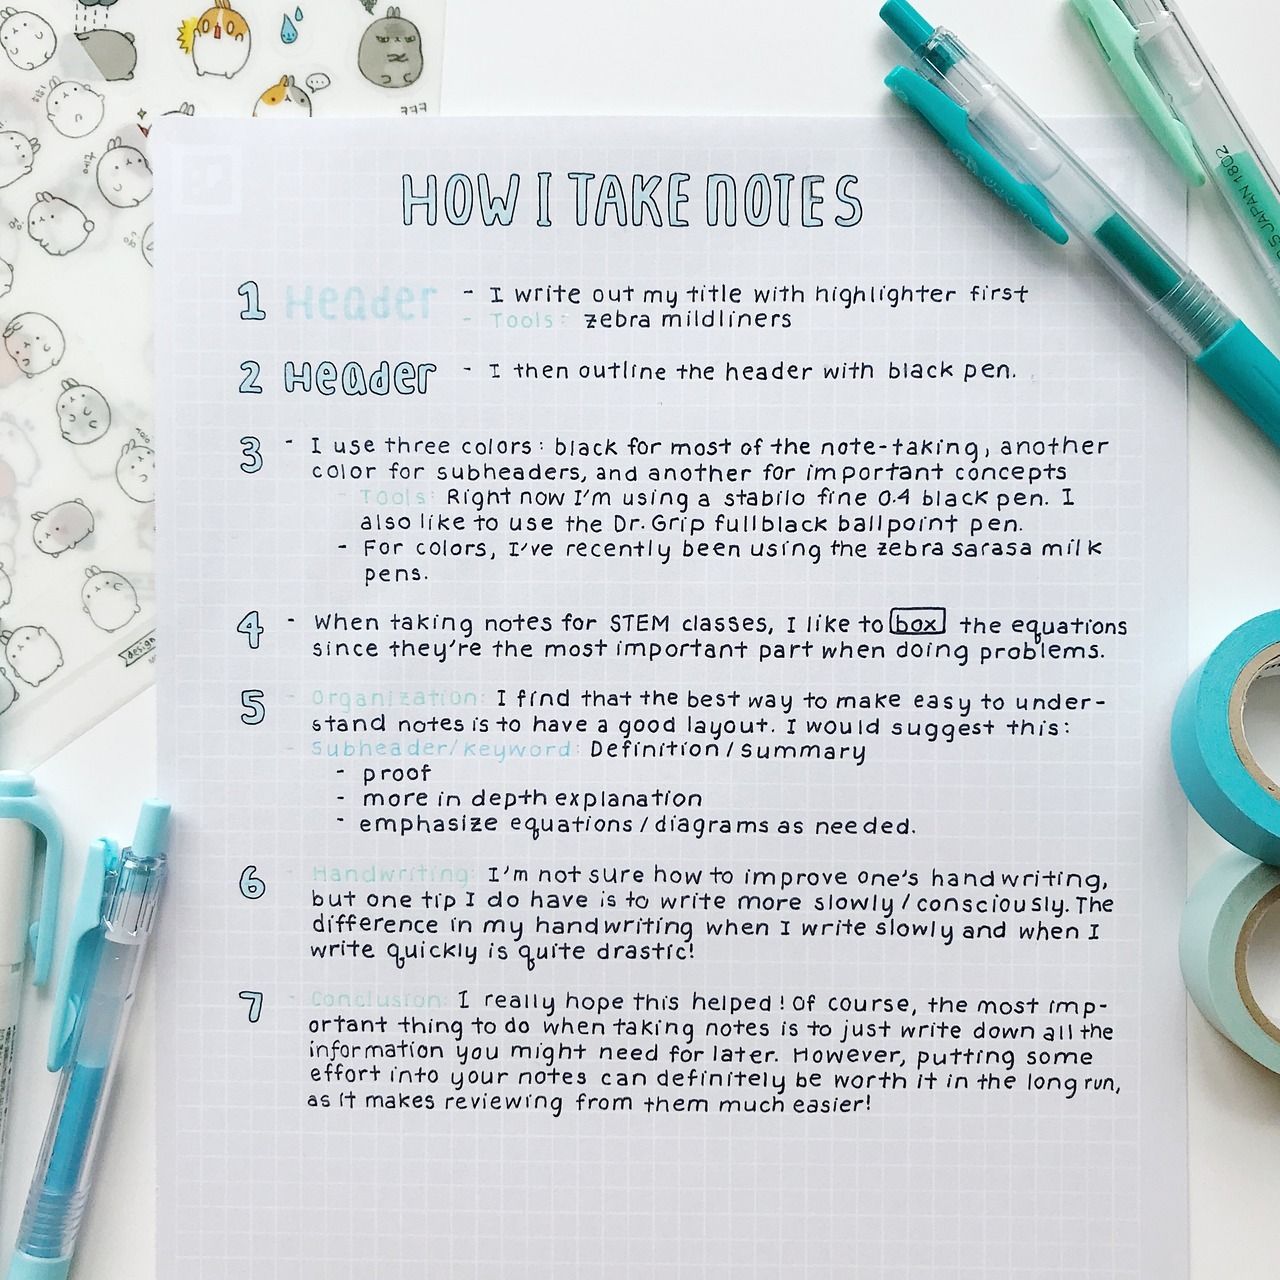 HOW I TAKE NOTES
1 Header - I write out my title with highlighter first
- Tools: zebra mildliners
2 Header - I then outline the header with black pen.
3 - I use three colors: black for most of the note-taking, another
color for subheaders, and another for important concepts
- Tools: Right now I'm using a stabilo fine 0.4 black pen. I
also like to use the Dr. Grip fullblack ballpoint pen.
- For colors, I've recently been using the zebra sarasa milk
pens.
4 - When taking notes for STEM classes, I like to box the equations
since they're the most important part when doing problems.
5 - Organization: I find that the best way to make easy to under-
stand notes is to have a good layout. I would suggest this:
- Subheader/Keyword: Definition/summary
- proof
- more in depth explanation
- emphasize equations/diagrams as needed.
6 - Handwriting: I'm not sure how to improve one's handwriting,
but one tip I do have is to write more slowly/consciously. The
difference in my handwriting when I write slowly and when I
write quickly is quite drastic!
7 - Conclusion: I really hope this helped! Of course, the most imp-
ortant thing to do when taking notes is to just write down all the
information you might need for later. However, putting some
effort into your notes can definitely be worth it in the long run,
as it makes reviewing from them much easier!
JAPAN 1802
design